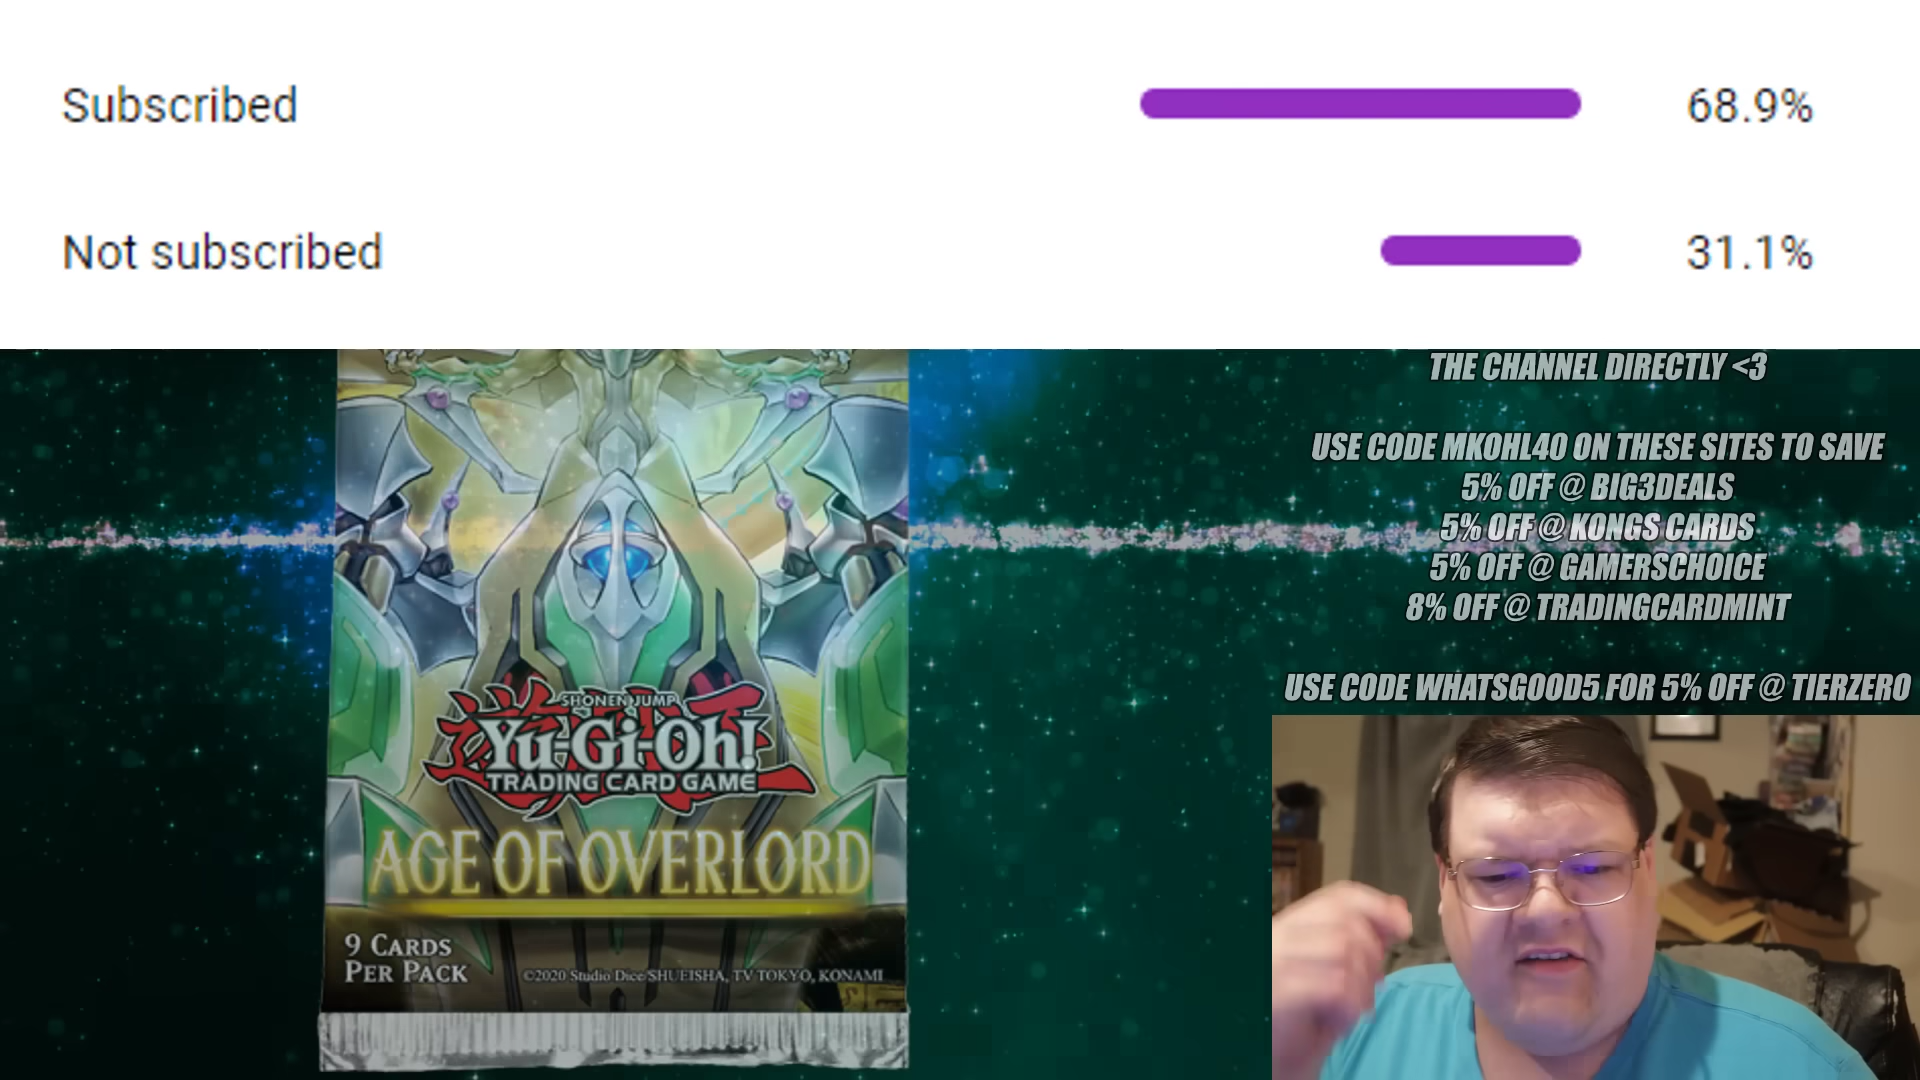 Subscribed 68.9%
Not subscribed 31.1%
THE CHANNEL DIRECTLY <3
USE CODE MKOHL40 ON THESE SITES TO SAVE
5% OFF @ BIG3DEALS
5% OFF @ KONGS CARDS
5% OFF @ GAMERSCHOICE
8% OFF @ TRADINGCARDMINT
USE CODE WHATSGOOD5 FOR 5% OFF @ TIERZERO
SHONEN JUMP
Yu-Gi-Oh!
TRADING CARD GAME
AGE OF OVERLORD
9 CARDS
PER PACK
©2020 Studio Dice/SHUEISHA, TV TOKYO, KONAMI